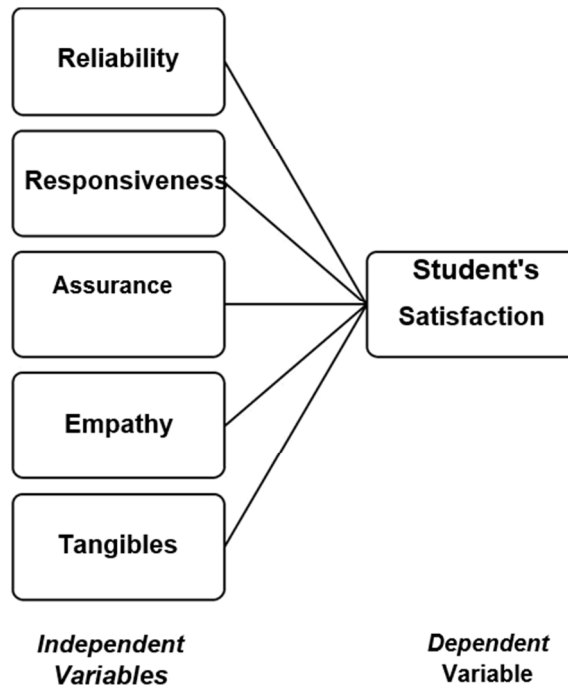 Reliability
Responsiveness
Assurance
Empathy
Tangibles
Student's
Satisfaction
Independent
Variables
Dependent
Variable